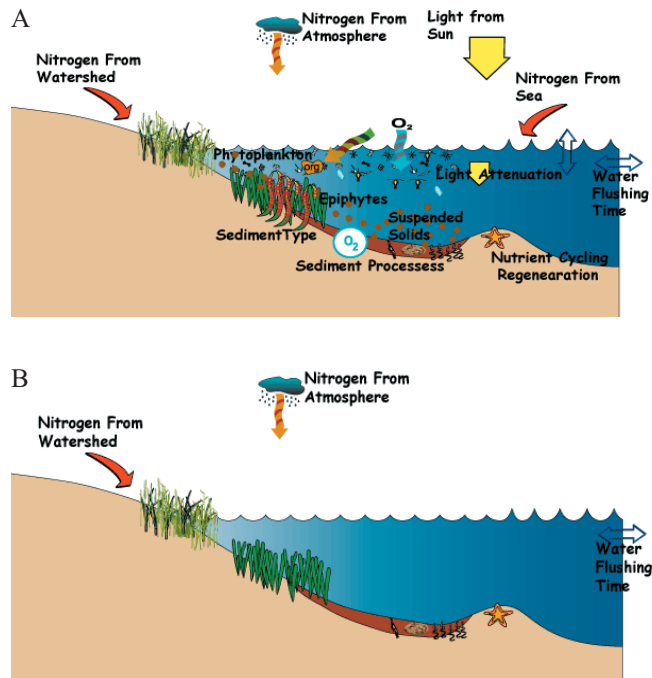 A
Nitrogen From
Atmosphere
Light from
Sun
Nitrogen From
Watershed
Nitrogen From
Sea
O₂
Phytoplankton
org
Light Attenuation
Water
Flushing
Time
Epiphytes
Suspended
Solids
SedimentType
O₂
Sediment Processess
Nutrient Cycling
Regenearation
B
Nitrogen From
Atmosphere
Nitrogen From
Watershed
Water
Flushing
Time